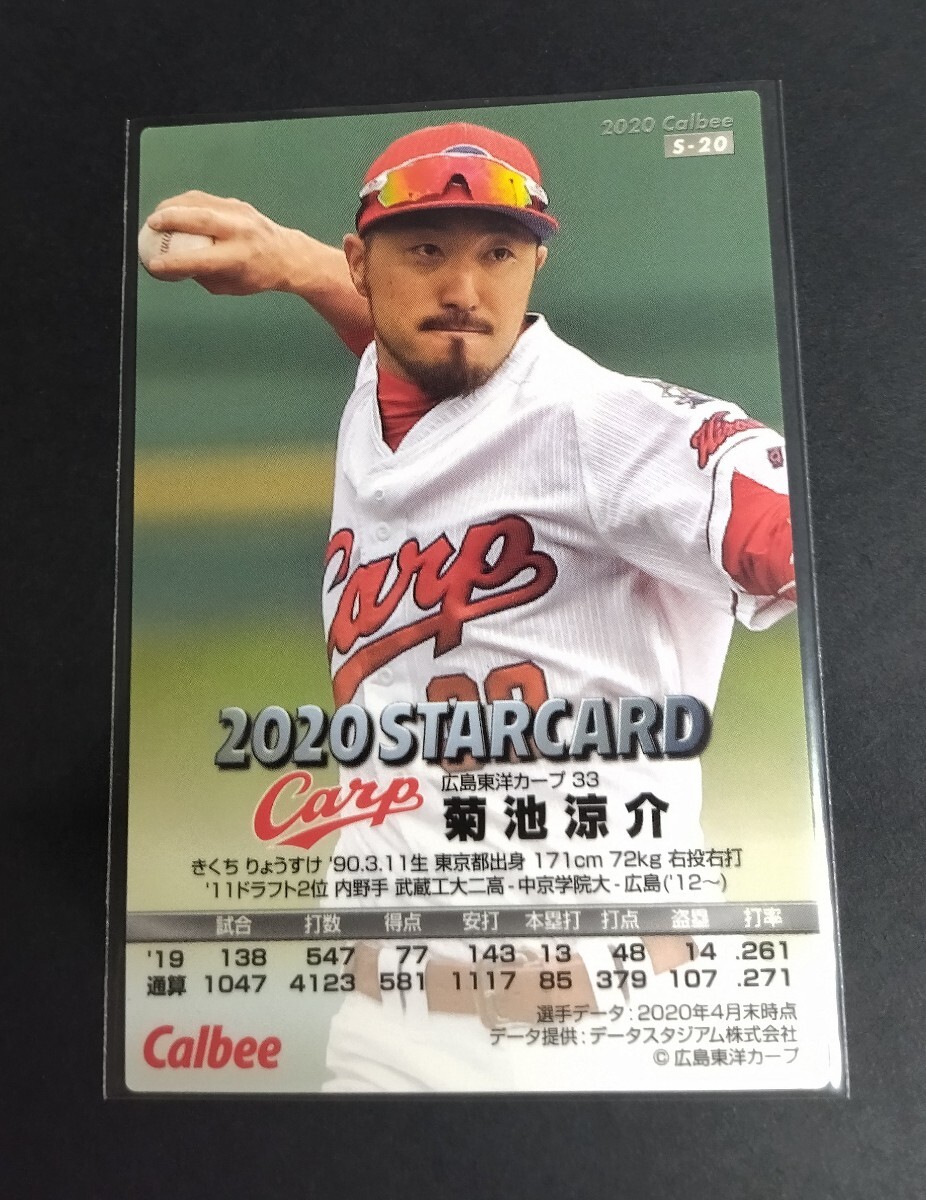 2020 Calbee
S-20
Carp
2020 STARCARD
Carp
広島東洋カープ 33
菊池涼介
きくち りょうすけ '90.3.11生 東京都出身 171cm 72kg 右投右打
'11ドラフト2位 内野手 武蔵工大二高-中京学院大-広島('12〜)
試合 打数 得点 安打 本塁打 打点 盗塁 打率
'19 138 547 77 143 13 48 14 .261
通算 1047 4123 581 1117 85 379 107 .271
選手データ:2020年4月末時点
データ提供:データスタジアム株式会社
© 広島東洋カープ
Calbee